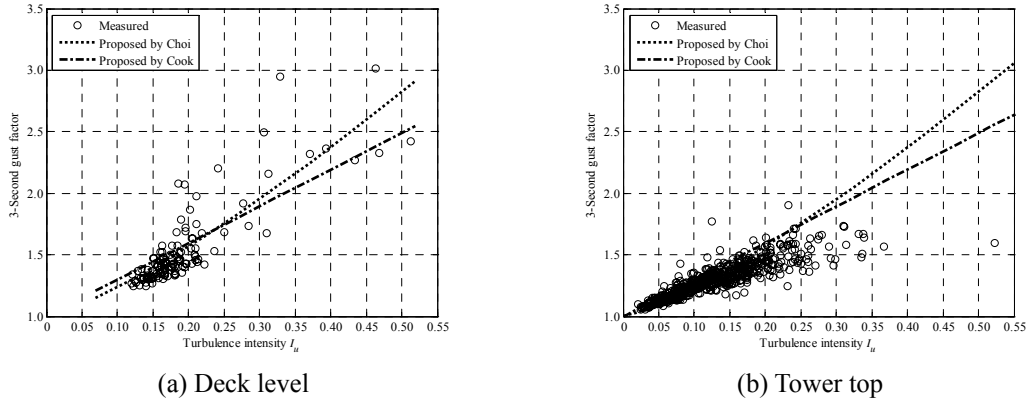 Measured
Proposed by Choi
Proposed by Cook
3.5
3.0
2.5
2.0
1.5
1.0
3-Second gust factor
0 0.05 0.10 0.15 0.20 0.25 0.30 0.35 0.40 0.45 0.50 0.55
Turbulence intensity I_u
(a) Deck level
Measured
Proposed by Choi
Proposed by Cook
3.5
3.0
2.5
2.0
1.5
1.0
3-Second gust factor
0 0.05 0.10 0.15 0.20 0.25 0.30 0.35 0.40 0.45 0.50 0.55
Turbulence intensity I_u
(b) Tower top